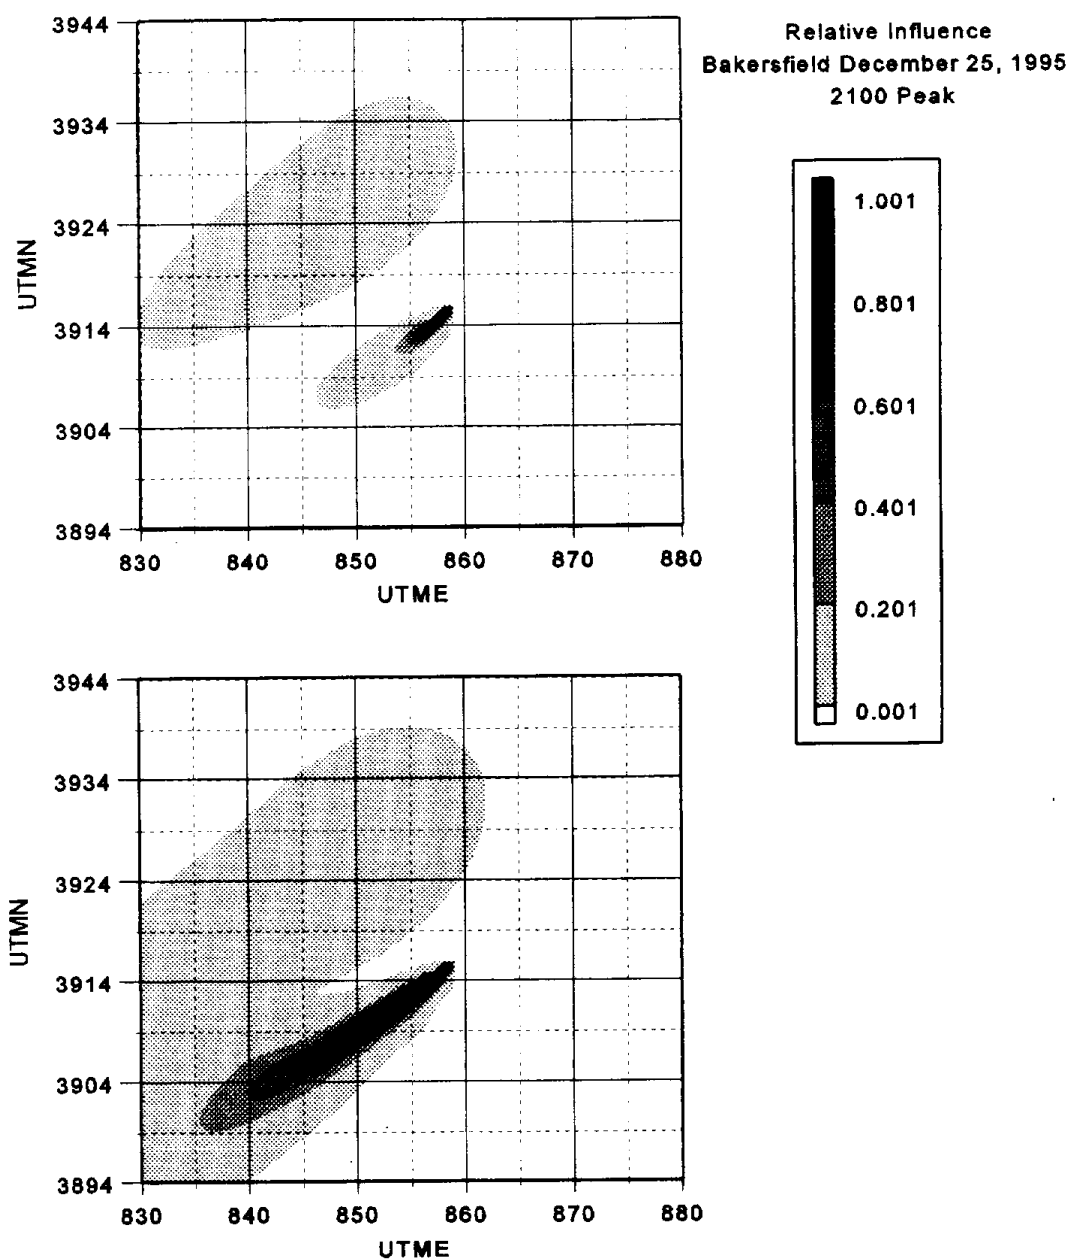 Relative Influence
Bakersfield December 25, 1995
2100 Peak
3944
3934
3924
3914
3904
3894
UTMN
830 840 850 860 870 880
UTME
1.001
0.801
0.601
0.401
0.201
0.001
3944
3934
3924
3914
3904
3894
UTMN
830 840 850 860 870 880
UTME